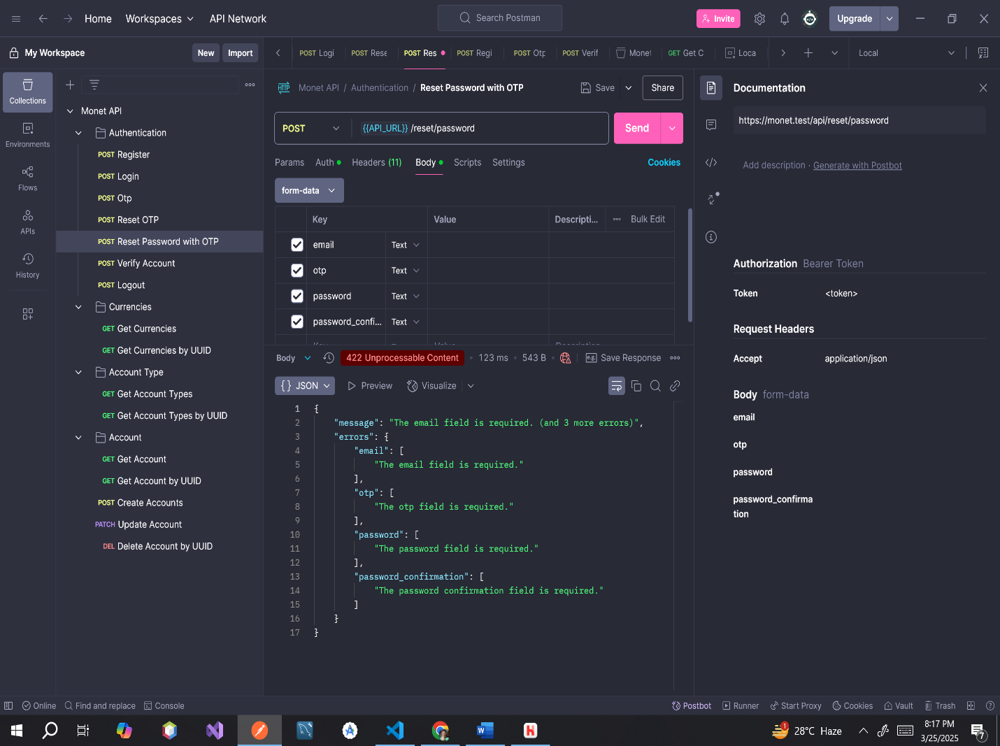 Home Workspaces API Network Search Postman Invite Upgrade
My Workspace New Import POST Logi POST Rese POST Res POST Regi POST Otp POST Verif Monet GET Get C Loca Local
Collections
Environments
Flows
APIs
History
Monet API
Authentication
POST Register
POST Login
POST Otp
POST Reset OTP
POST Reset Password with OTP
POST Verify Account
POST Logout
Currencies
GET Get Currencies
GET Get Currencies by UUID
Account Type
GET Get Account Types
GET Get Account Types by UUID
Account
GET Get Account
GET Get Account by UUID
POST Create Accounts
PATCH Update Account
DEL Delete Account by UUID
HTTP Monet API / Authentication / Reset Password with OTP Save Share
POST {{API_URL}} /reset/password Send
Params Auth Headers (11) Body Scripts Settings Cookies
form-data
Key Value Descripti... Bulk Edit
email Text
otp Text
password Text
password_confi... Text
Key Value Description
Body 422 Unprocessable Content 123 ms 543 B e.g. Save Response
{} JSON Preview Visualize
1 {
2 "message": "The email field is required. (and 3 more errors)",
3 "errors": {
4 "email": [
5 "The email field is required."
6 ],
7 "otp": [
8 "The otp field is required."
9 ],
10 "password": [
11 "The password field is required."
12 ],
13 "password_confirmation": [
14 "The password confirmation field is required."
15 ]
16 }
17 }
Documentation
https://monet.test/api/reset/password
Add description · Generate with Postbot
Authorization Bearer Token
Token <token>
Request Headers
Accept application/json
Body form-data
email
otp
password
password_confirma
tion
Online Find and replace Console Postbot Runner Start Proxy Cookies Vault Trash
1 28°C Haze 8:17 PM
3/25/2025 7